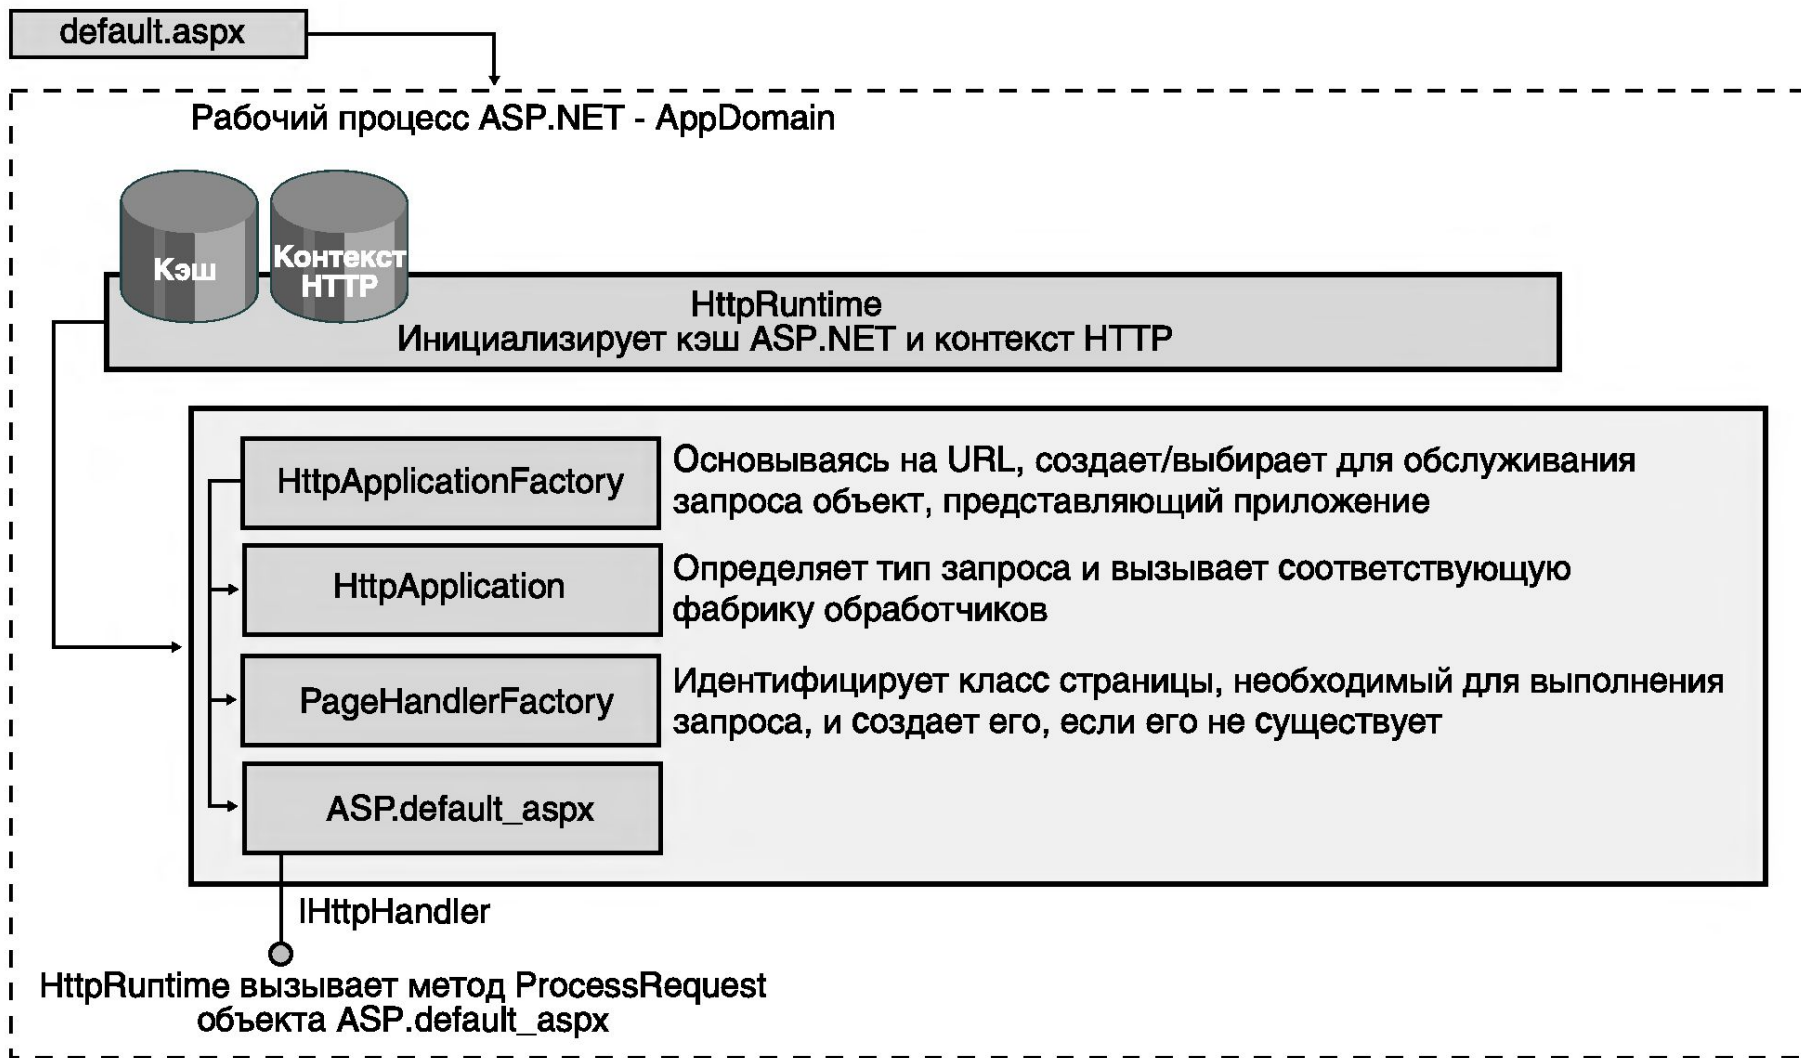 default.aspx
Рабочий процесс ASP.NET - AppDomain
Кэш
Контекст
HTTP
HttpRuntime
Инициализирует кэш ASP.NET и контекст HTTP
HttpApplicationFactory
Основываясь на URL, создает/выбирает для обслуживания
запроса объект, представляющий приложение
HttpApplication
Определяет тип запроса и вызывает соответствующую
фабрику обработчиков
PageHandlerFactory
Идентифицирует класс страницы, необходимый для выполнения
запроса, и создает его, если его не существует
ASP.default_aspx
IHttpHandler
HttpRuntime вызывает метод ProcessRequest
объекта ASP.default_aspx